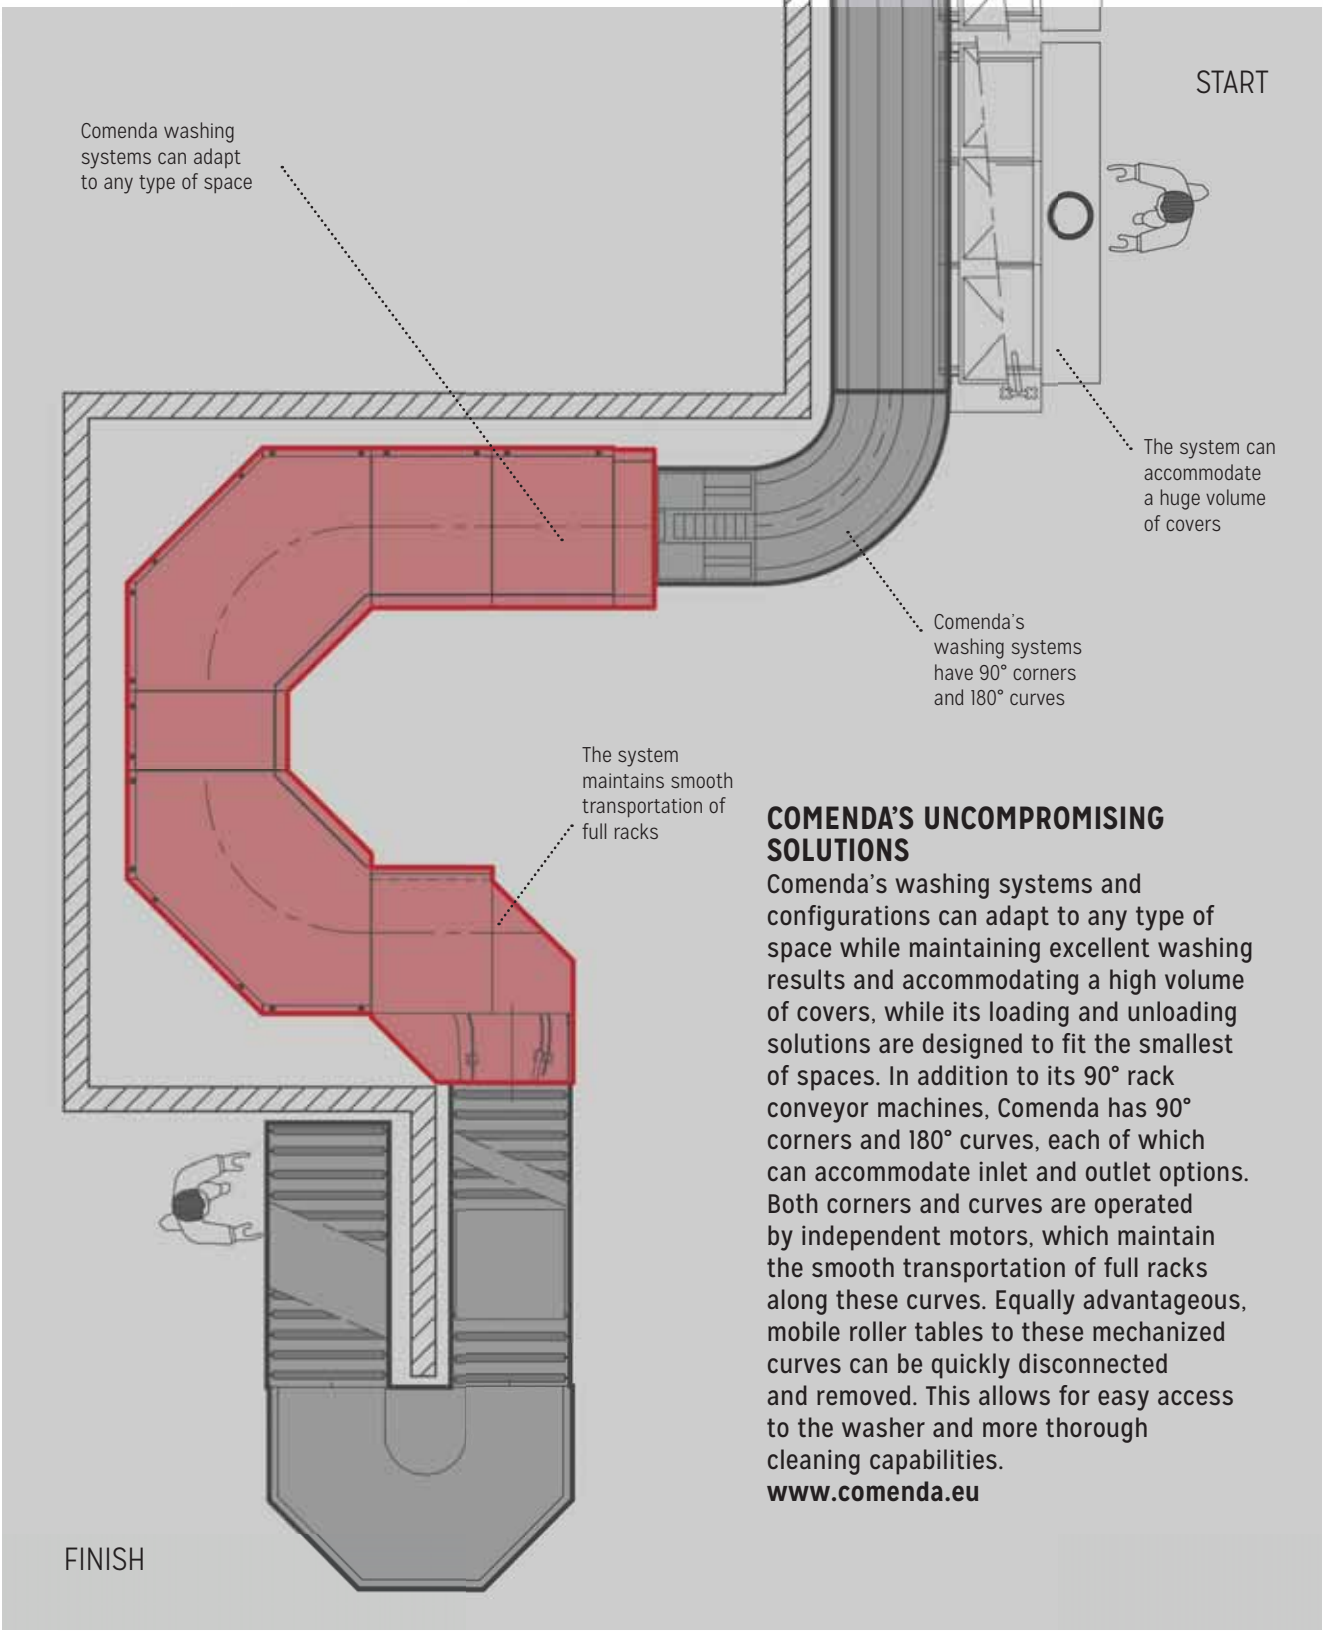 START
Comenda washing
systems can adapt
to any type of space
The system can
accommodate
a huge volume
of covers
Comenda's
washing systems
have 90° corners
and 180° curves
The system
maintains smooth
transportation of
full racks
COMENDA'S UNCOMPROMISING
SOLUTIONS
Comenda's washing systems and
configurations can adapt to any type of
space while maintaining excellent washing
results and accommodating a high volume
of covers, while its loading and unloading
solutions are designed to fit the smallest
of spaces. In addition to its 90° rack
conveyor machines, Comenda has 90°
corners and 180° curves, each of which
can accommodate inlet and outlet options.
Both corners and curves are operated
by independent motors, which maintain
the smooth transportation of full racks
along these curves. Equally advantageous,
mobile roller tables to these mechanized
curves can be quickly disconnected
and removed. This allows for easy access
to the washer and more thorough
cleaning capabilities.
www.comenda.eu
FINISH